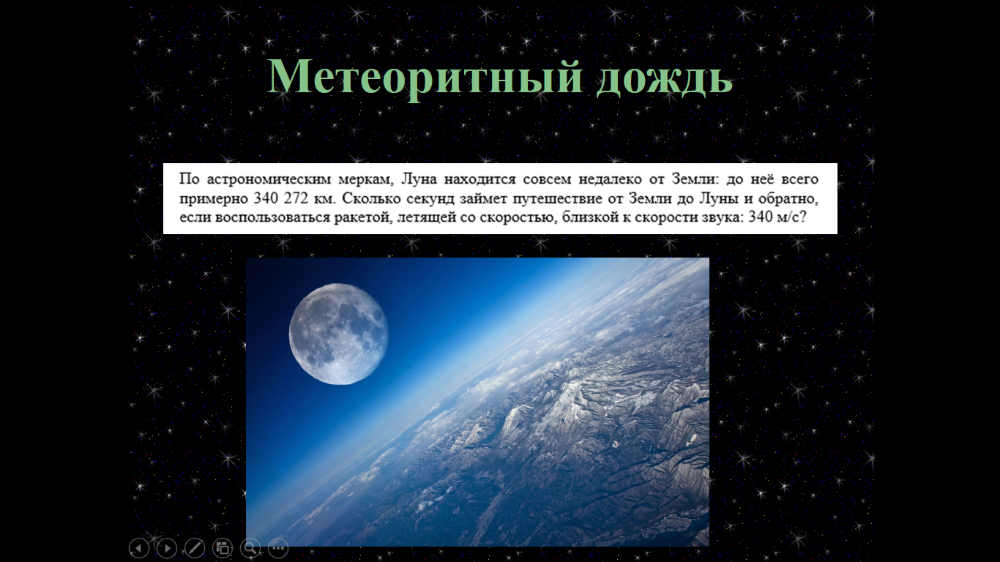 Метеоритный дождь
По астрономическим меркам, Луна находится совсем недалеко от Земли: до неё всего
примерно 340 272 км. Сколько секунд займет путешествие от Земли до Луны и обратно,
если воспользоваться ракетой, летящей со скоростью, близкой к скорости звука: 340 м/с?